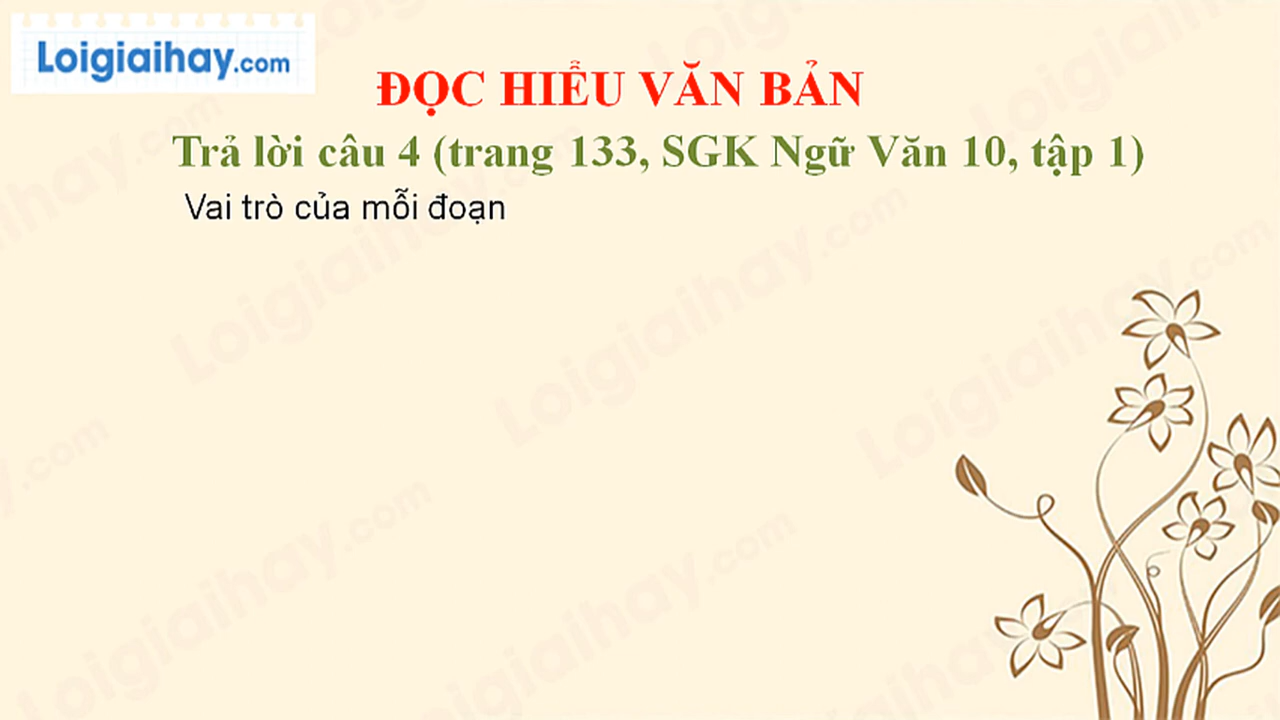 Loigiaihay.com
ĐỌC HIỂU VĂN BẢN
Trả lời câu 4 (trang 133, SGK Ngữ Văn 10, tập 1)
Vai trò của mỗi đoạn